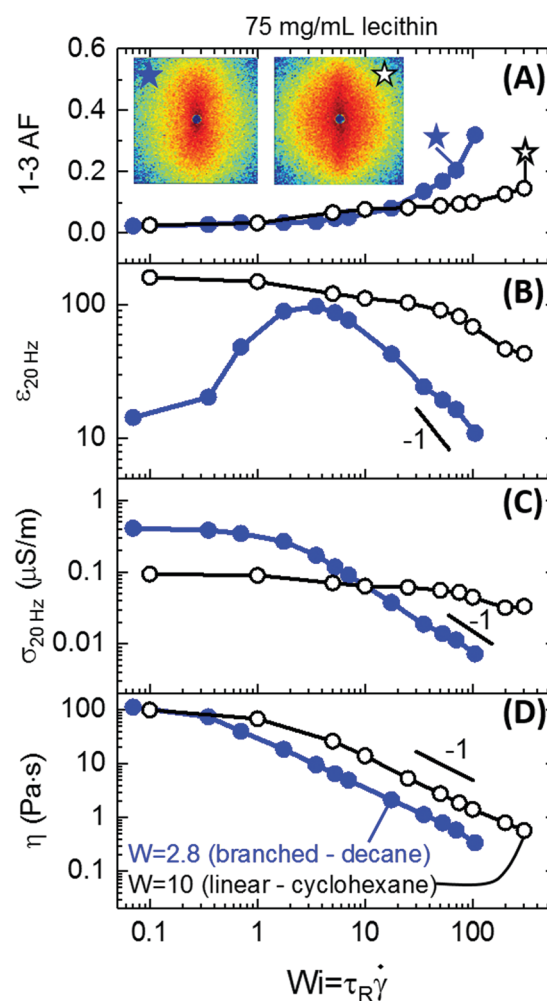 75 mg/mL lecithin
(A)
0.6
0.4
0.2
0.0
1-3 AF
(B)
100
10
ε20 Hz
-1
(C)
1
0.1
0.01
σ20 Hz (μS/m)
-1
(D)
100
10
1
0.1
η (Pa·s)
-1
W=2.8 (branched - decane)
W=10 (linear - cyclohexane)
0.1 1 10 100
Wi=τRγ̇